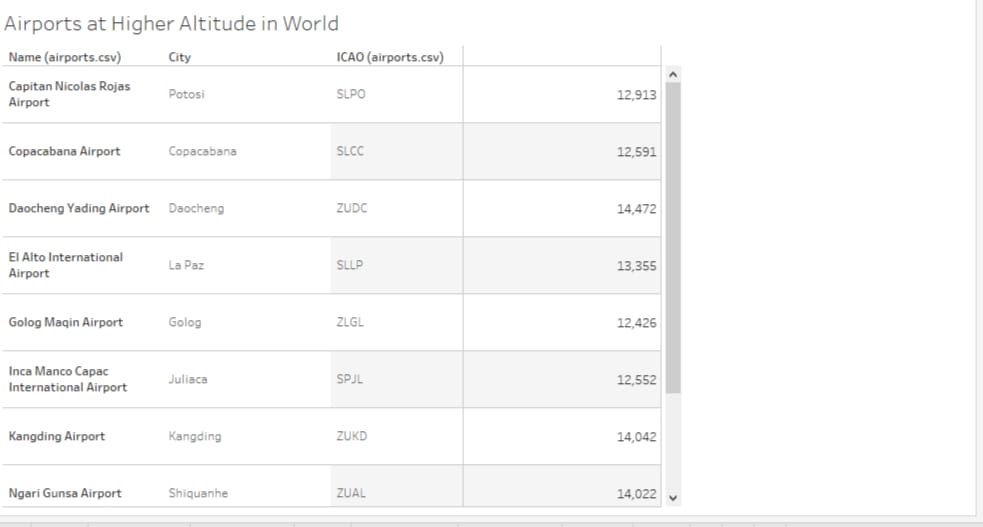 Airports at Higher Altitude in World
Name (airports.csv) City ICAO (airports.csv)
Capitan Nicolas Rojas
Airport Potosi SLPO 12,913
Copacabana Airport Copacabana SLCC 12,591
Daocheng Yading Airport Daocheng ZUDC 14,472
El Alto International
Airport La Paz SLLP 13,355
Golog Maqin Airport Golog ZLGL 12,426
Inca Manco Capac
International Airport Juliaca SPJL 12,552
Kangding Airport Kangding ZUKD 14,042
Ngari Gunsa Airport Shiquanhe ZUAL 14,022